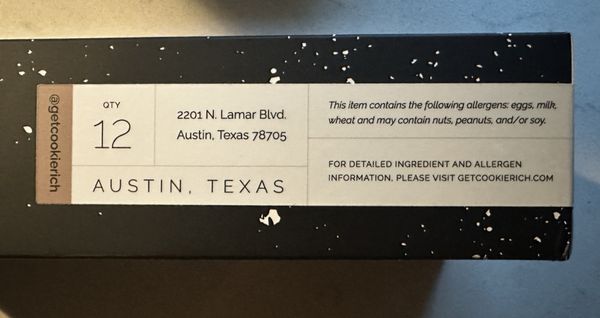 @getcookierich
QTY
12
2201 N. Lamar Blvd.
Austin, Texas 78705
AUSTIN, TEXAS
This item contains the following allergens: eggs, milk,
wheat and may contain nuts, peanuts, and/or soy.
FOR DETAILED INGREDIENT AND ALLERGEN
INFORMATION, PLEASE VISIT GETCOOKIERICH.COM